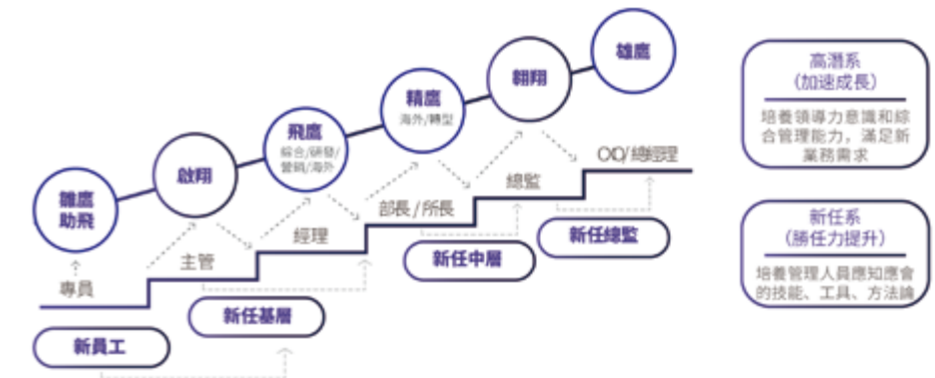 雄鷹
翱翔
精鷹
海外/轉型
飛鷹
綜合/研發/
營銷/海外
啟翔
雛鷹
助飛
總經理
總監
部長/所長
經理
主管
專員
新任總監
新任中層
新任基層
新員工
高潛系
(加速成長)
培養領導力意識和綜
合管理能力，滿足新
業務需求
新任系
(勝任力提升)
培養管理人員應知應會
的技能、工具、方法論